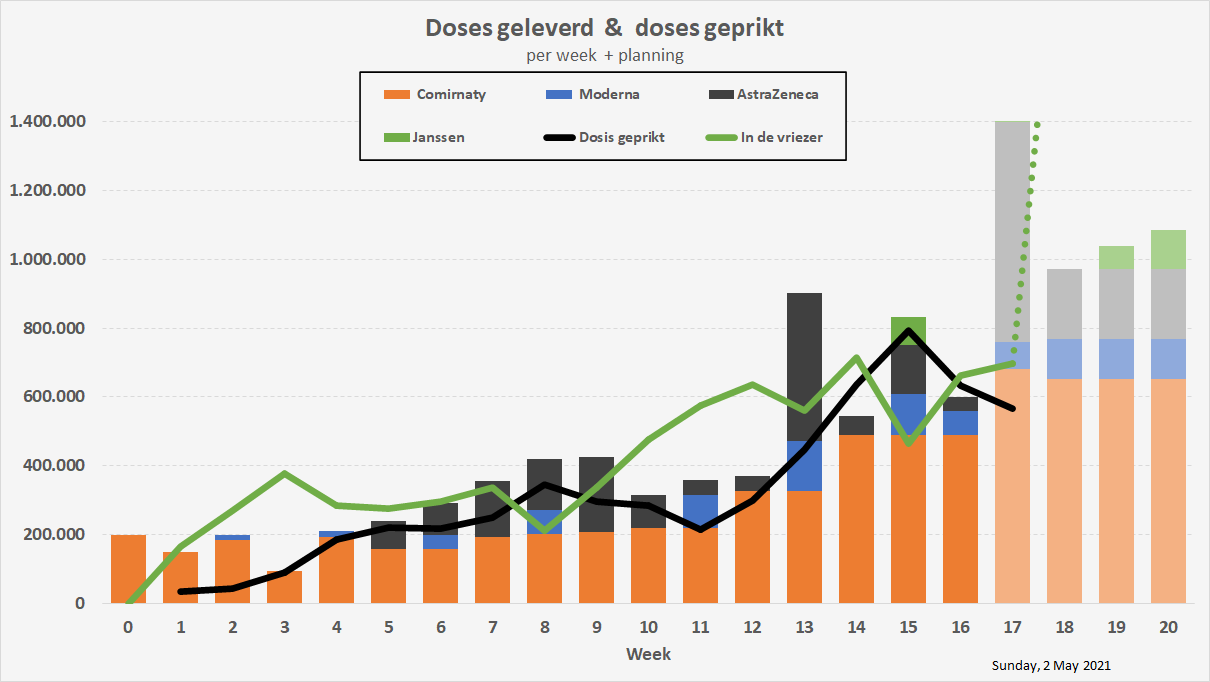 Doses geleverd & doses geprikt
per week + planning
Comirnaty Moderna AstraZeneca
Janssen Dosis geprikt In de vriezer
1.400.000
1.200.000
1.000.000
800.000
600.000
400.000
200.000
0
0 1 2 3 4 5 6 7 8 9 10 11 12 13 14 15 16 17 18 19 20
Week
Sunday, 2 May 2021